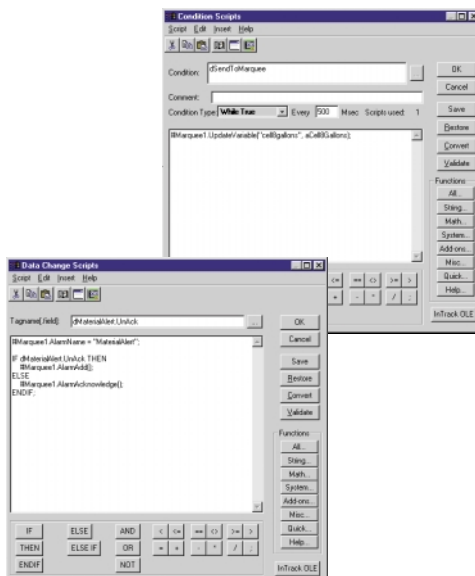 Condition Scripts
Script Edit Insert Help
Condition: dSendToMarquee
Comment:
Condition Type: While True Every 500 Msec Scripts used: 1
#Marquee1.UpdateVariable("cell8gallons", aCell8Gallons);
OK
Cancel
Save
Restore
Convert
Validate
Functions
All...
String...
Math...
System...
Add-ons...
Misc...
Quick...
Help...
<= == <> >= >
+ - * / ;
InTrack OLE
Data Change Scripts
Script Edit Insert Help
Tagname[.field]: dMaterialAlert.UnAck ...
#Marquee1.AlarmName = "MaterialAlert";
IF dMaterialAlert.UnAck THEN
#Marquee1.AlarmAdd();
ELSE
#Marquee1.AlarmAcknowledge();
ENDIF;
OK
Cancel
Save
Restore
Convert
Validate
Functions
All...
String...
Math...
System...
Add-ons...
Misc...
Quick...
Help...
IF ELSE AND < <= == <> >= >
THEN ELSE IF OR = + - * / ;
ENDIF NOT
InTrack OLE